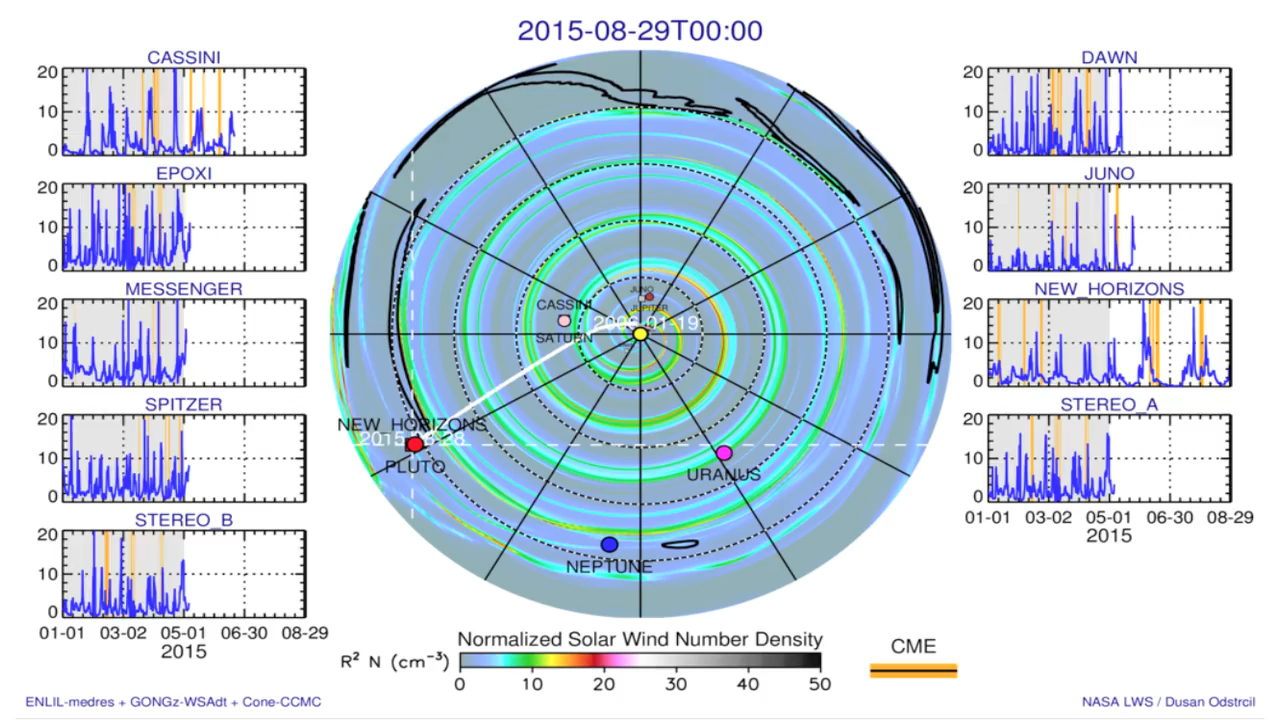 2015-08-29T00:00
CASSINI
20
10
0
EPOXI
20
10
0
MESSENGER
20
10
0
SPITZER
20
10
0
STEREO_B
20
10
0
01-01 03-02 05-01 06-30 08-29
2015
JUNO
JUPITER
CASSINI
2006-01-19
SATURN
NEW_HORIZONS
PLUTO
URANUS
NEPTUNE
DAWN
20
10
0
JUNO
20
10
0
NEW_HORIZONS
20
10
0
STEREO_A
20
10
0
01-01 03-02 05-01 06-30 08-29
2015
Normalized Solar Wind Number Density
R² N (cm⁻³)
0 10 20 30 40 50
CME
ENLIL-medres + GONGz-WSAdt + Cone-CCMC
NASA LWS / Dusan Odstrcil